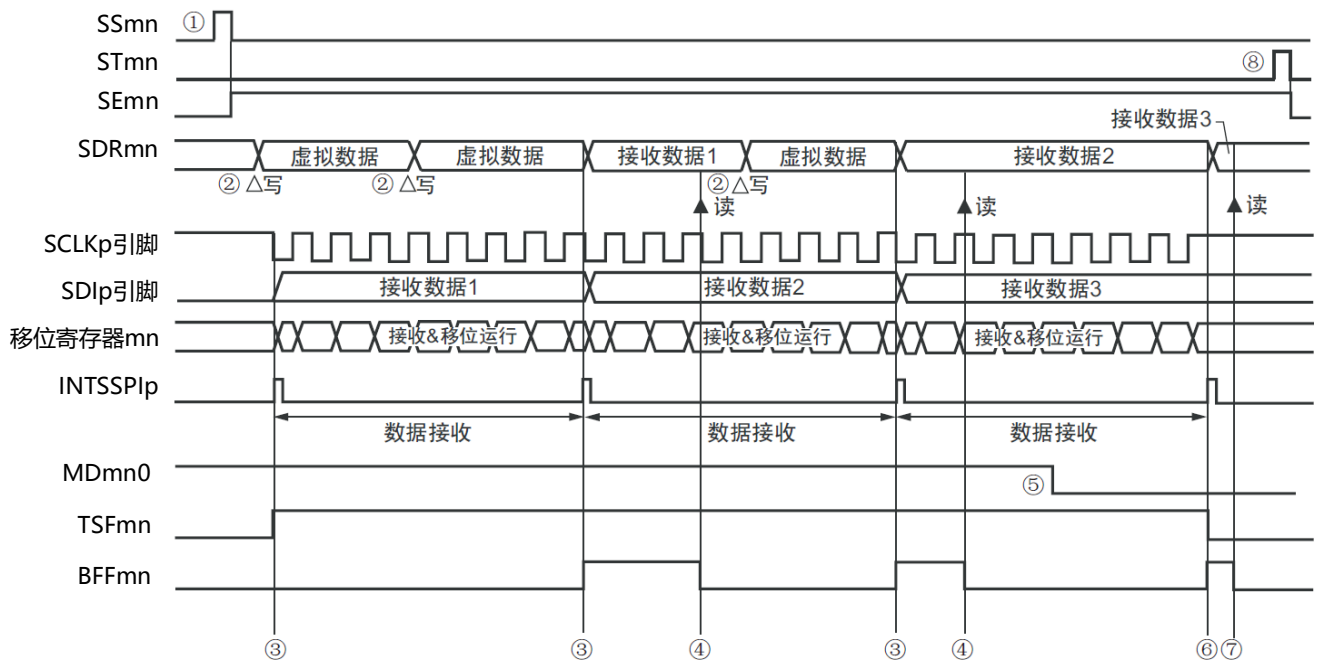 SSmn ①
STmn ⑧
SEmn
接收数据3
SDRmn 虚拟数据 虚拟数据 接收数据1 虚拟数据 接收数据2
② △写 ② △写 ② △写
▲读 ▲读 ▲读
SCLKp引脚
SDIp引脚 接收数据1 接收数据2 接收数据3
移位寄存器mn 接收&移位运行 接收&移位运行 接收&移位运行
INTSSPIp
数据接收 数据接收 数据接收
MDmn0 ⑤
TSFmn
BFFmn
③ ③ ④ ③ ④ ⑥⑦